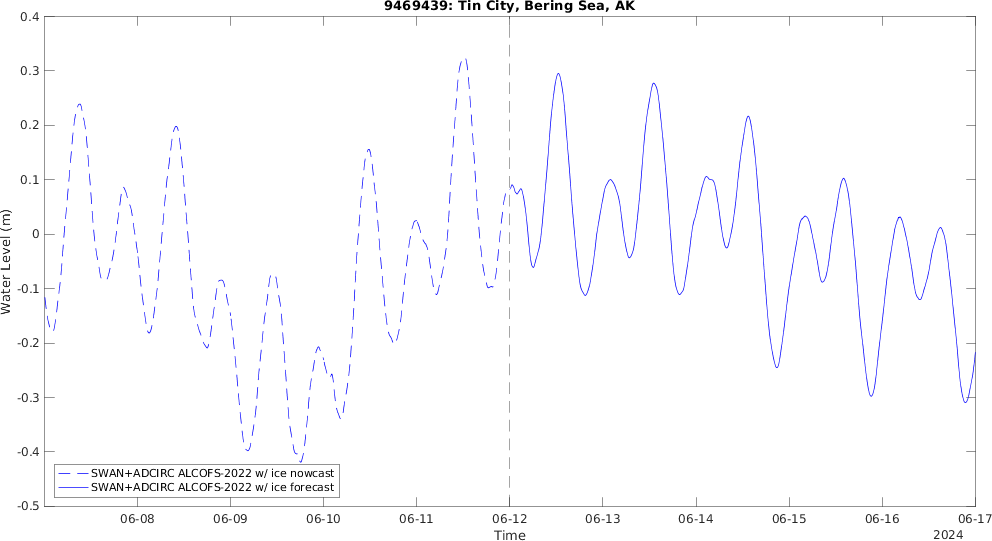 9469439: Tin City, Bering Sea, AK
Water Level (m)
0.4
0.3
0.2
0.1
0
-0.1
-0.2
-0.3
-0.4
-0.5
SWAN+ADCIRC ALCOFS-2022 w/ ice nowcast
SWAN+ADCIRC ALCOFS-2022 w/ ice forecast
06-08 06-09 06-10 06-11 06-12 06-13 06-14 06-15 06-16 06-17
Time
2024